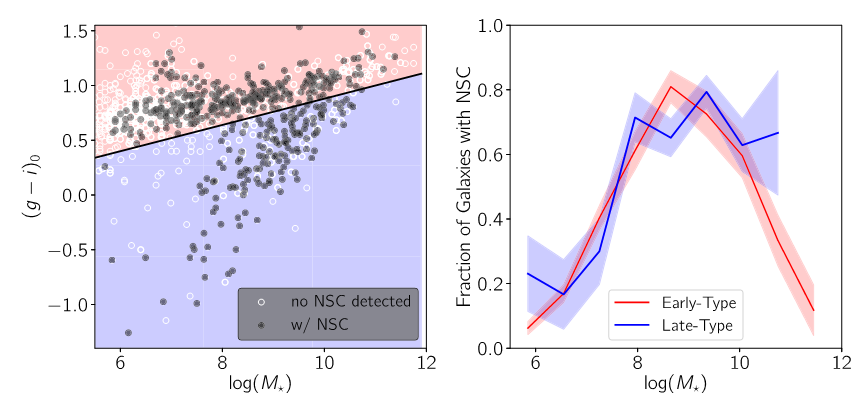 1.5
1.0
0.5
0.0
−0.5
−1.0
(g − i)₀
no NSC detected
w/ NSC
6
8
10
12
log(M⋆)
1.0
0.8
0.6
0.4
0.2
0.0
Fraction of Galaxies with NSC
Early-Type
Late-Type
6
8
10
12
log(M⋆)